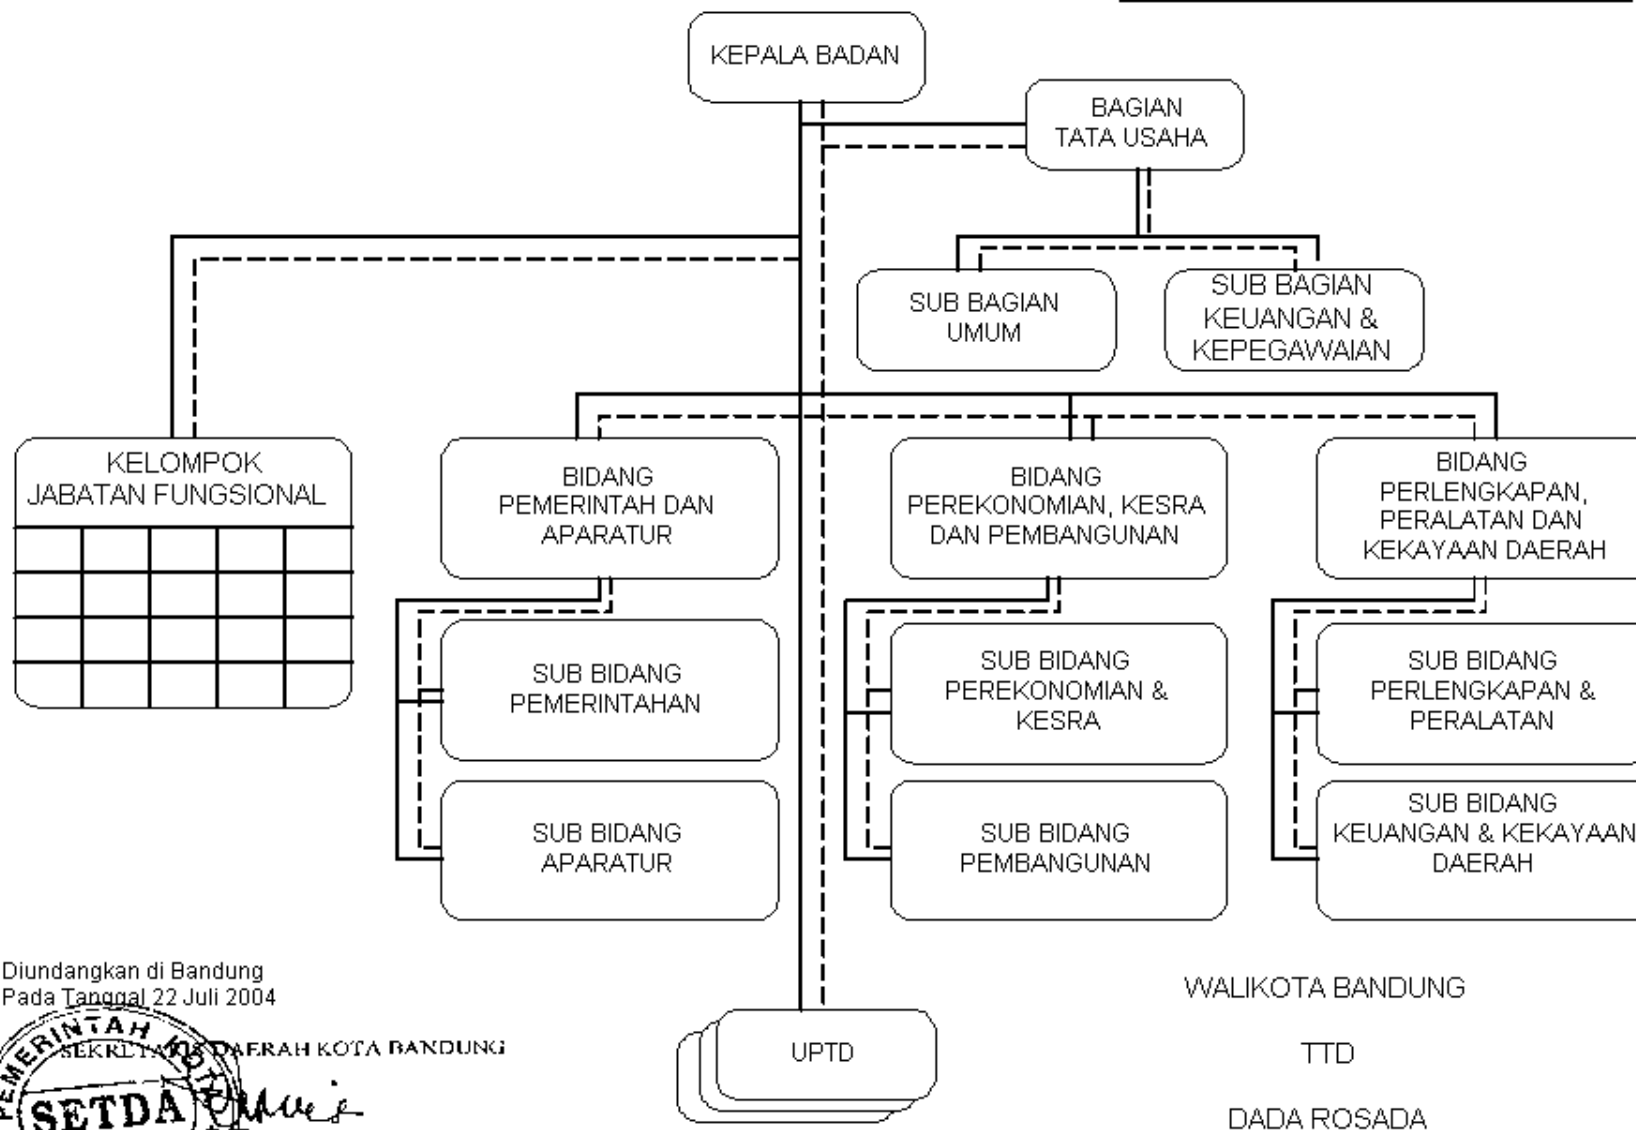 KEPALA BADAN
BAGIAN
TATA USAHA
SUB BAGIAN
UMUM
SUB BAGIAN
KEUANGAN &
KEPEGAWAIAN
KELOMPOK
JABATAN FUNGSIONAL
BIDANG
PEMERINTAH DAN
APARATUR
BIDANG
PEREKONOMIAN, KESRA
DAN PEMBANGUNAN
BIDANG
PERLENGKAPAN,
PERALATAN DAN
KEKAYAAN DAERAH
SUB BIDANG
PEMERINTAHAN
SUB BIDANG
PEREKONOMIAN &
KESRA
SUB BIDANG
PERLENGKAPAN &
PERALATAN
SUB BIDANG
APARATUR
SUB BIDANG
PEMBANGUNAN
SUB BIDANG
KEUANGAN & KEKAYAAN
DAERAH
Diundangkan di Bandung
Pada Tanggal 22 Juli 2004
SEKRETARIS DAERAH KOTA BANDUNG
PEMERINTAH KOTA
SETDA
UPTD
WALIKOTA BANDUNG
TTD
DADA ROSADA